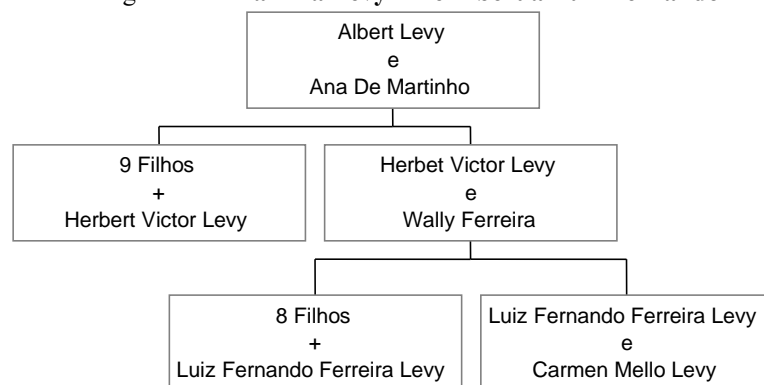 Albert Levy
e
Ana De Martinho
9 Filhos
+
Herbert Victor Levy
Herbet Victor Levy
e
Wally Ferreira
8 Filhos
+
Luiz Fernando Ferreira Levy
Luiz Fernando Ferreira Levy
e
Carmen Mello Levy